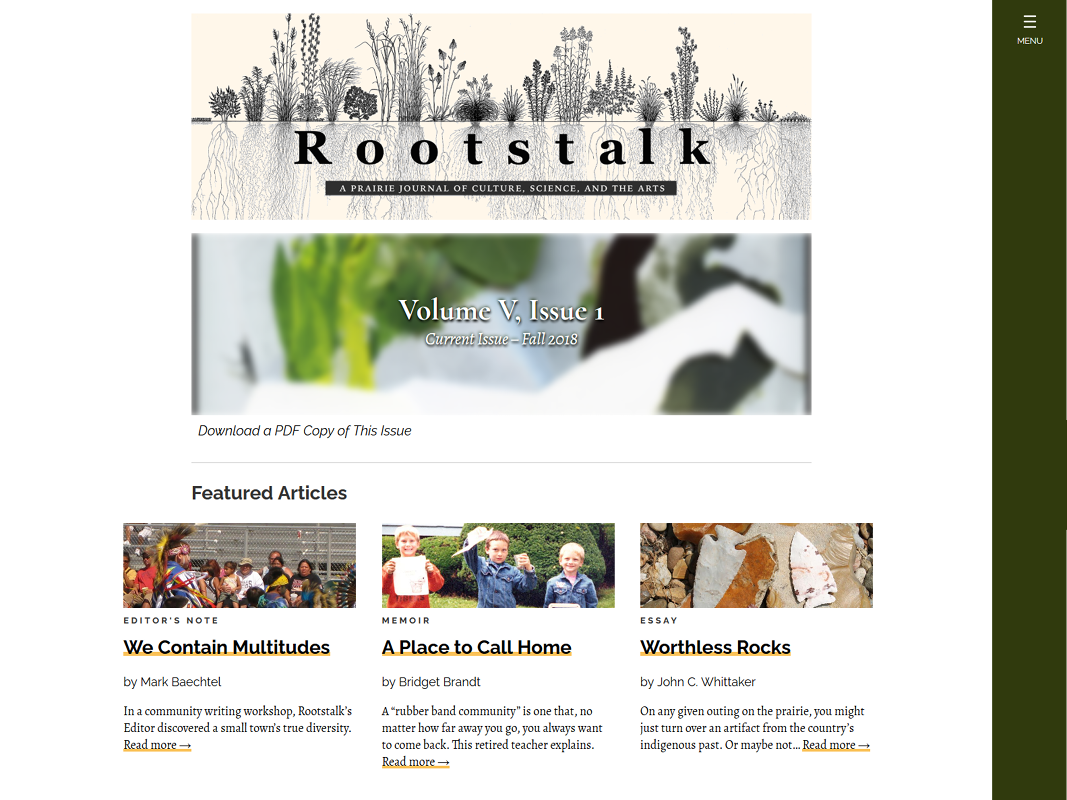 ☰
MENU
Rootstalk
A PRAIRIE JOURNAL OF CULTURE, SCIENCE, AND THE ARTS
Volume V, Issue 1
Current Issue – Fall 2018
Download a PDF Copy of This Issue
Featured Articles
EDITOR'S NOTE
We Contain Multitudes
by Mark Baechtel
In a community writing workshop, Rootstalk's
Editor discovered a small town's true diversity.
Read more →
MEMOIR
A Place to Call Home
by Bridget Brandt
A “rubber band community” is one that, no
matter how far away you go, you always want
to come back. This retired teacher explains.
Read more →
ESSAY
Worthless Rocks
by John C. Whittaker
On any given outing on the prairie, you might
just turn over an artifact from the country's
indigenous past. Or maybe not... Read more →